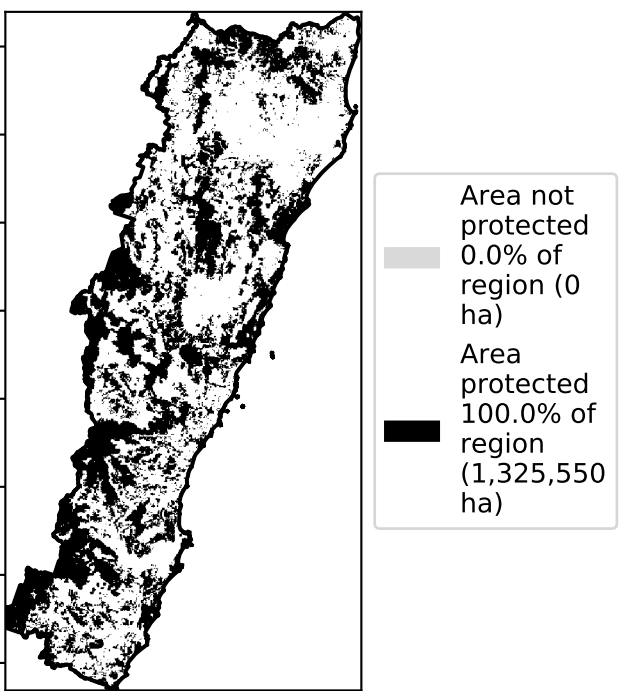 Area not
protected
0.0% of
region (0
ha)
Area
protected
100.0% of
region
(1,325,550
ha)